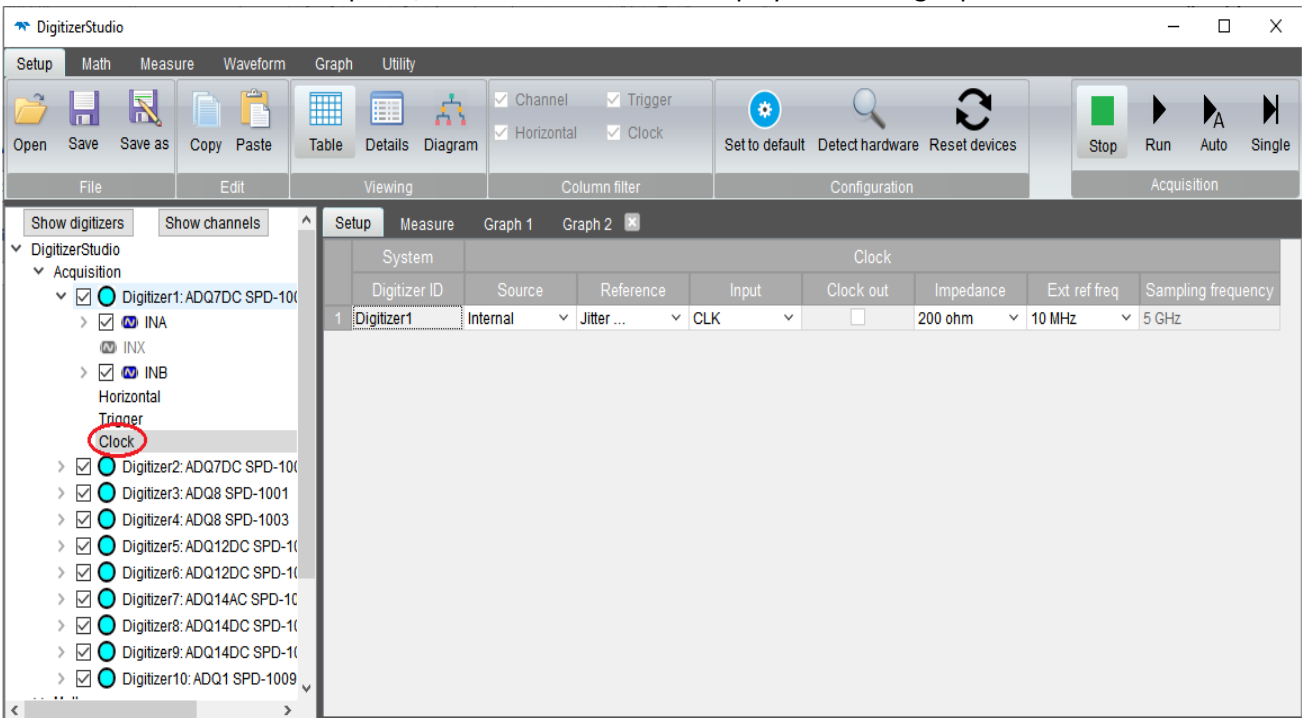 DigitizerStudio
Setup Math Measure Waveform Graph Utility
Channel Trigger
Horizontal Clock
Open Save Save as Copy Paste Table Details Diagram Set to default Detect hardware Reset devices Stop Run Auto Single
File Edit Viewing Column filter Configuration Acquisition
Show digitizers Show channels
Setup Measure Graph 1 Graph 2
DigitizerStudio
Acquisition
Digitizer1: ADQ7DC SPD-100
INA
INX
INB
Horizontal
Trigger
Clock
Digitizer2: ADQ7DC SPD-100
Digitizer3: ADQ8 SPD-1001
Digitizer4: ADQ8 SPD-1003
Digitizer5: ADQ12DC SPD-10
Digitizer6: ADQ12DC SPD-10
Digitizer7: ADQ14AC SPD-10
Digitizer8: ADQ14DC SPD-10
Digitizer9: ADQ14DC SPD-10
Digitizer10: ADQ1 SPD-1009
System Clock
Digitizer ID Source Reference Input Clock out Impedance Ext ref freq Sampling frequency
1 Digitizer1 Internal Jitter ... CLK 200 ohm 10 MHz 5 GHz